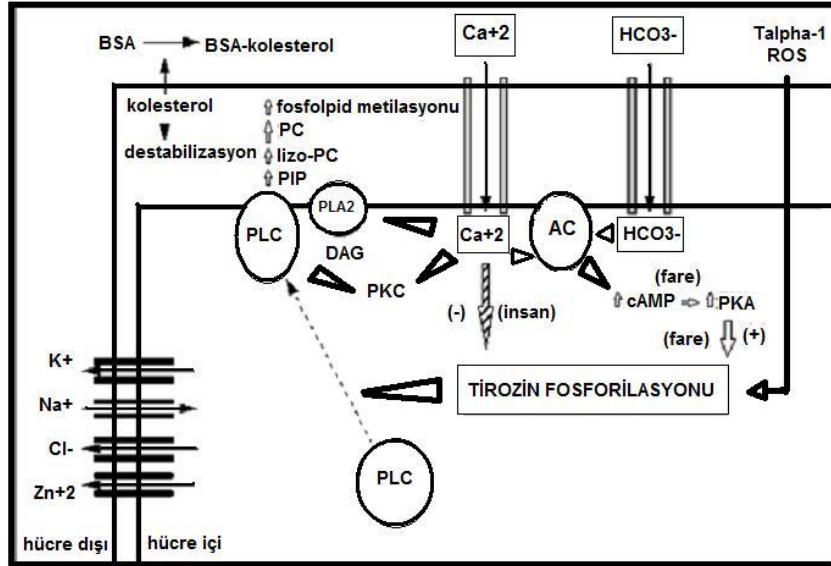 BSA
BSA-kolesterol
kolesterol
destabilizasyon
fosfolpid metilasyonu
PC
lizo-PC
PIP
Ca+2
HCO3-
Talpha-1
ROS
PLC
PLA2
DAG
PKC
Ca+2
AC
HCO3-
(fare)
cAMP
PKA
(-)
(insan)
(fare)
(+)
TİROZİN FOSFORİLASYONU
PLC
K+
Na+
Cl-
Zn+2
hücre dışı
hücre içi